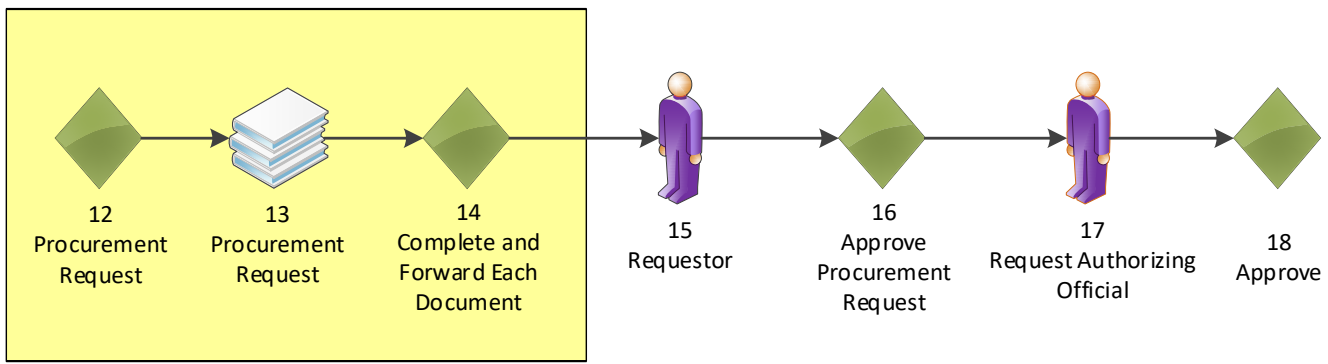 12
Procurement
Request
13
Procurement
Request
14
Complete and
Forward Each
Document
15
Requestor
16
Approve
Procurement
Request
17
Request Authorizing
Official
18
Approve